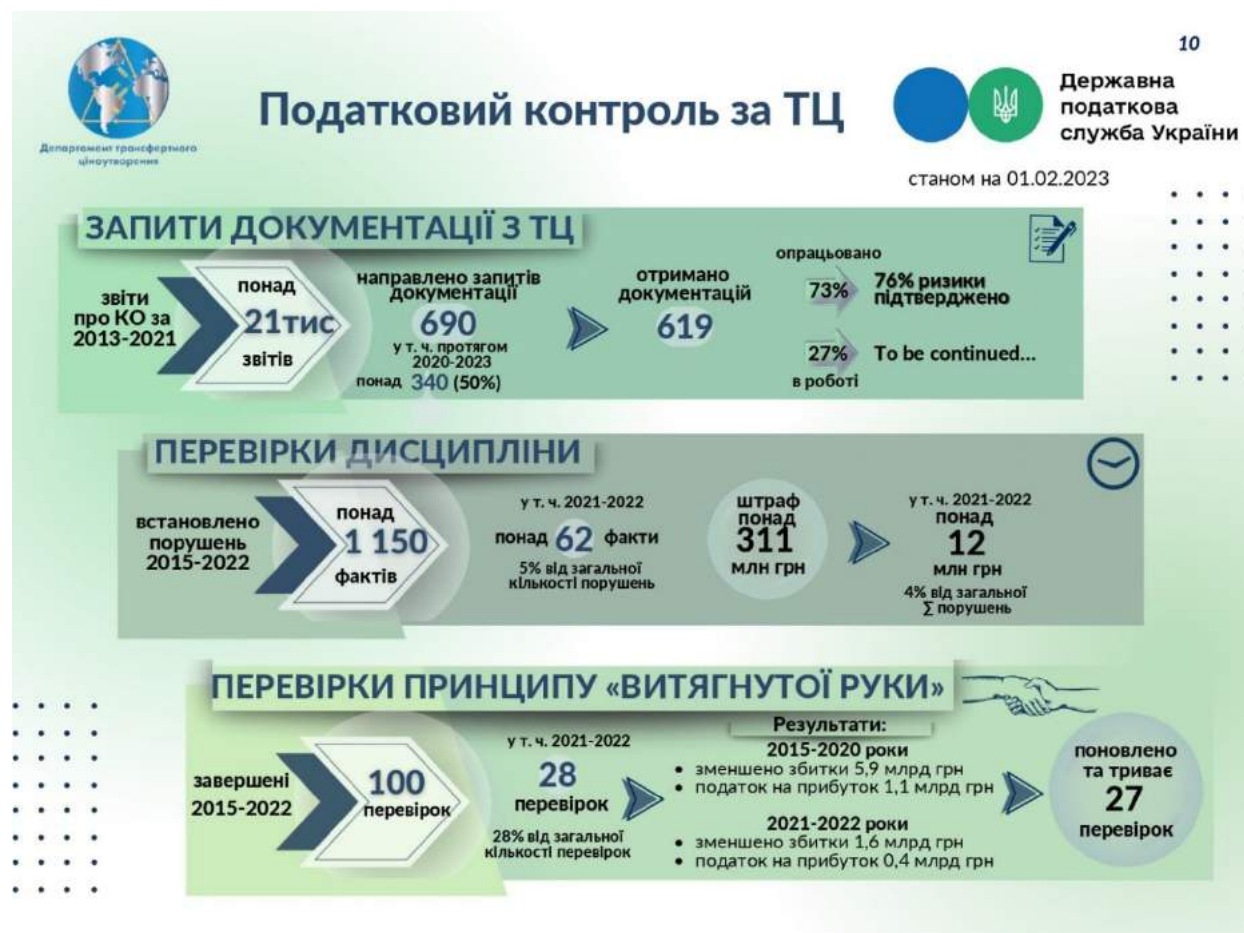 10
Департамент трансфертного
ціноутворення
Податковий контроль за ТЦ
Державна
податкова
служба України
станом на 01.02.2023
ЗАПИТИ ДОКУМЕНТАЦІЇ З ТЦ
звіти
про КО за
2013-2021
понад
21тис
звітів
направлено запитів
документації
690
у т. ч. протягом
2020-2023
понад 340 (50%)
отримано
документацій
619
опрацьовано
73%
76% ризики
підтверджено
27%
To be continued...
в роботі
ПЕРЕВІРКИ ДИСЦИПЛІНИ
встановлено
порушень
2015-2022
понад
1 150
фактів
у т. ч. 2021-2022
понад 62 факти
5% від загальної
кількості порушень
штраф
понад
311
млн грн
у т. ч. 2021-2022
понад
12
млн грн
4% від загальної
∑ порушень
ПЕРЕВІРКИ ПРИНЦИПУ «ВИТЯГНУТОЇ РУКИ»
завершені
2015-2022
100
перевірок
у т. ч. 2021-2022
28
перевірок
28% від загальної
кількості перевірок
Результати:
2015-2020 роки
• зменшено збитки 5,9 млрд грн
• податок на прибуток 1,1 млрд грн
2021-2022 роки
• зменшено збитки 1,6 млрд грн
• податок на прибуток 0,4 млрд грн
поновлено
та триває
27
перевірок